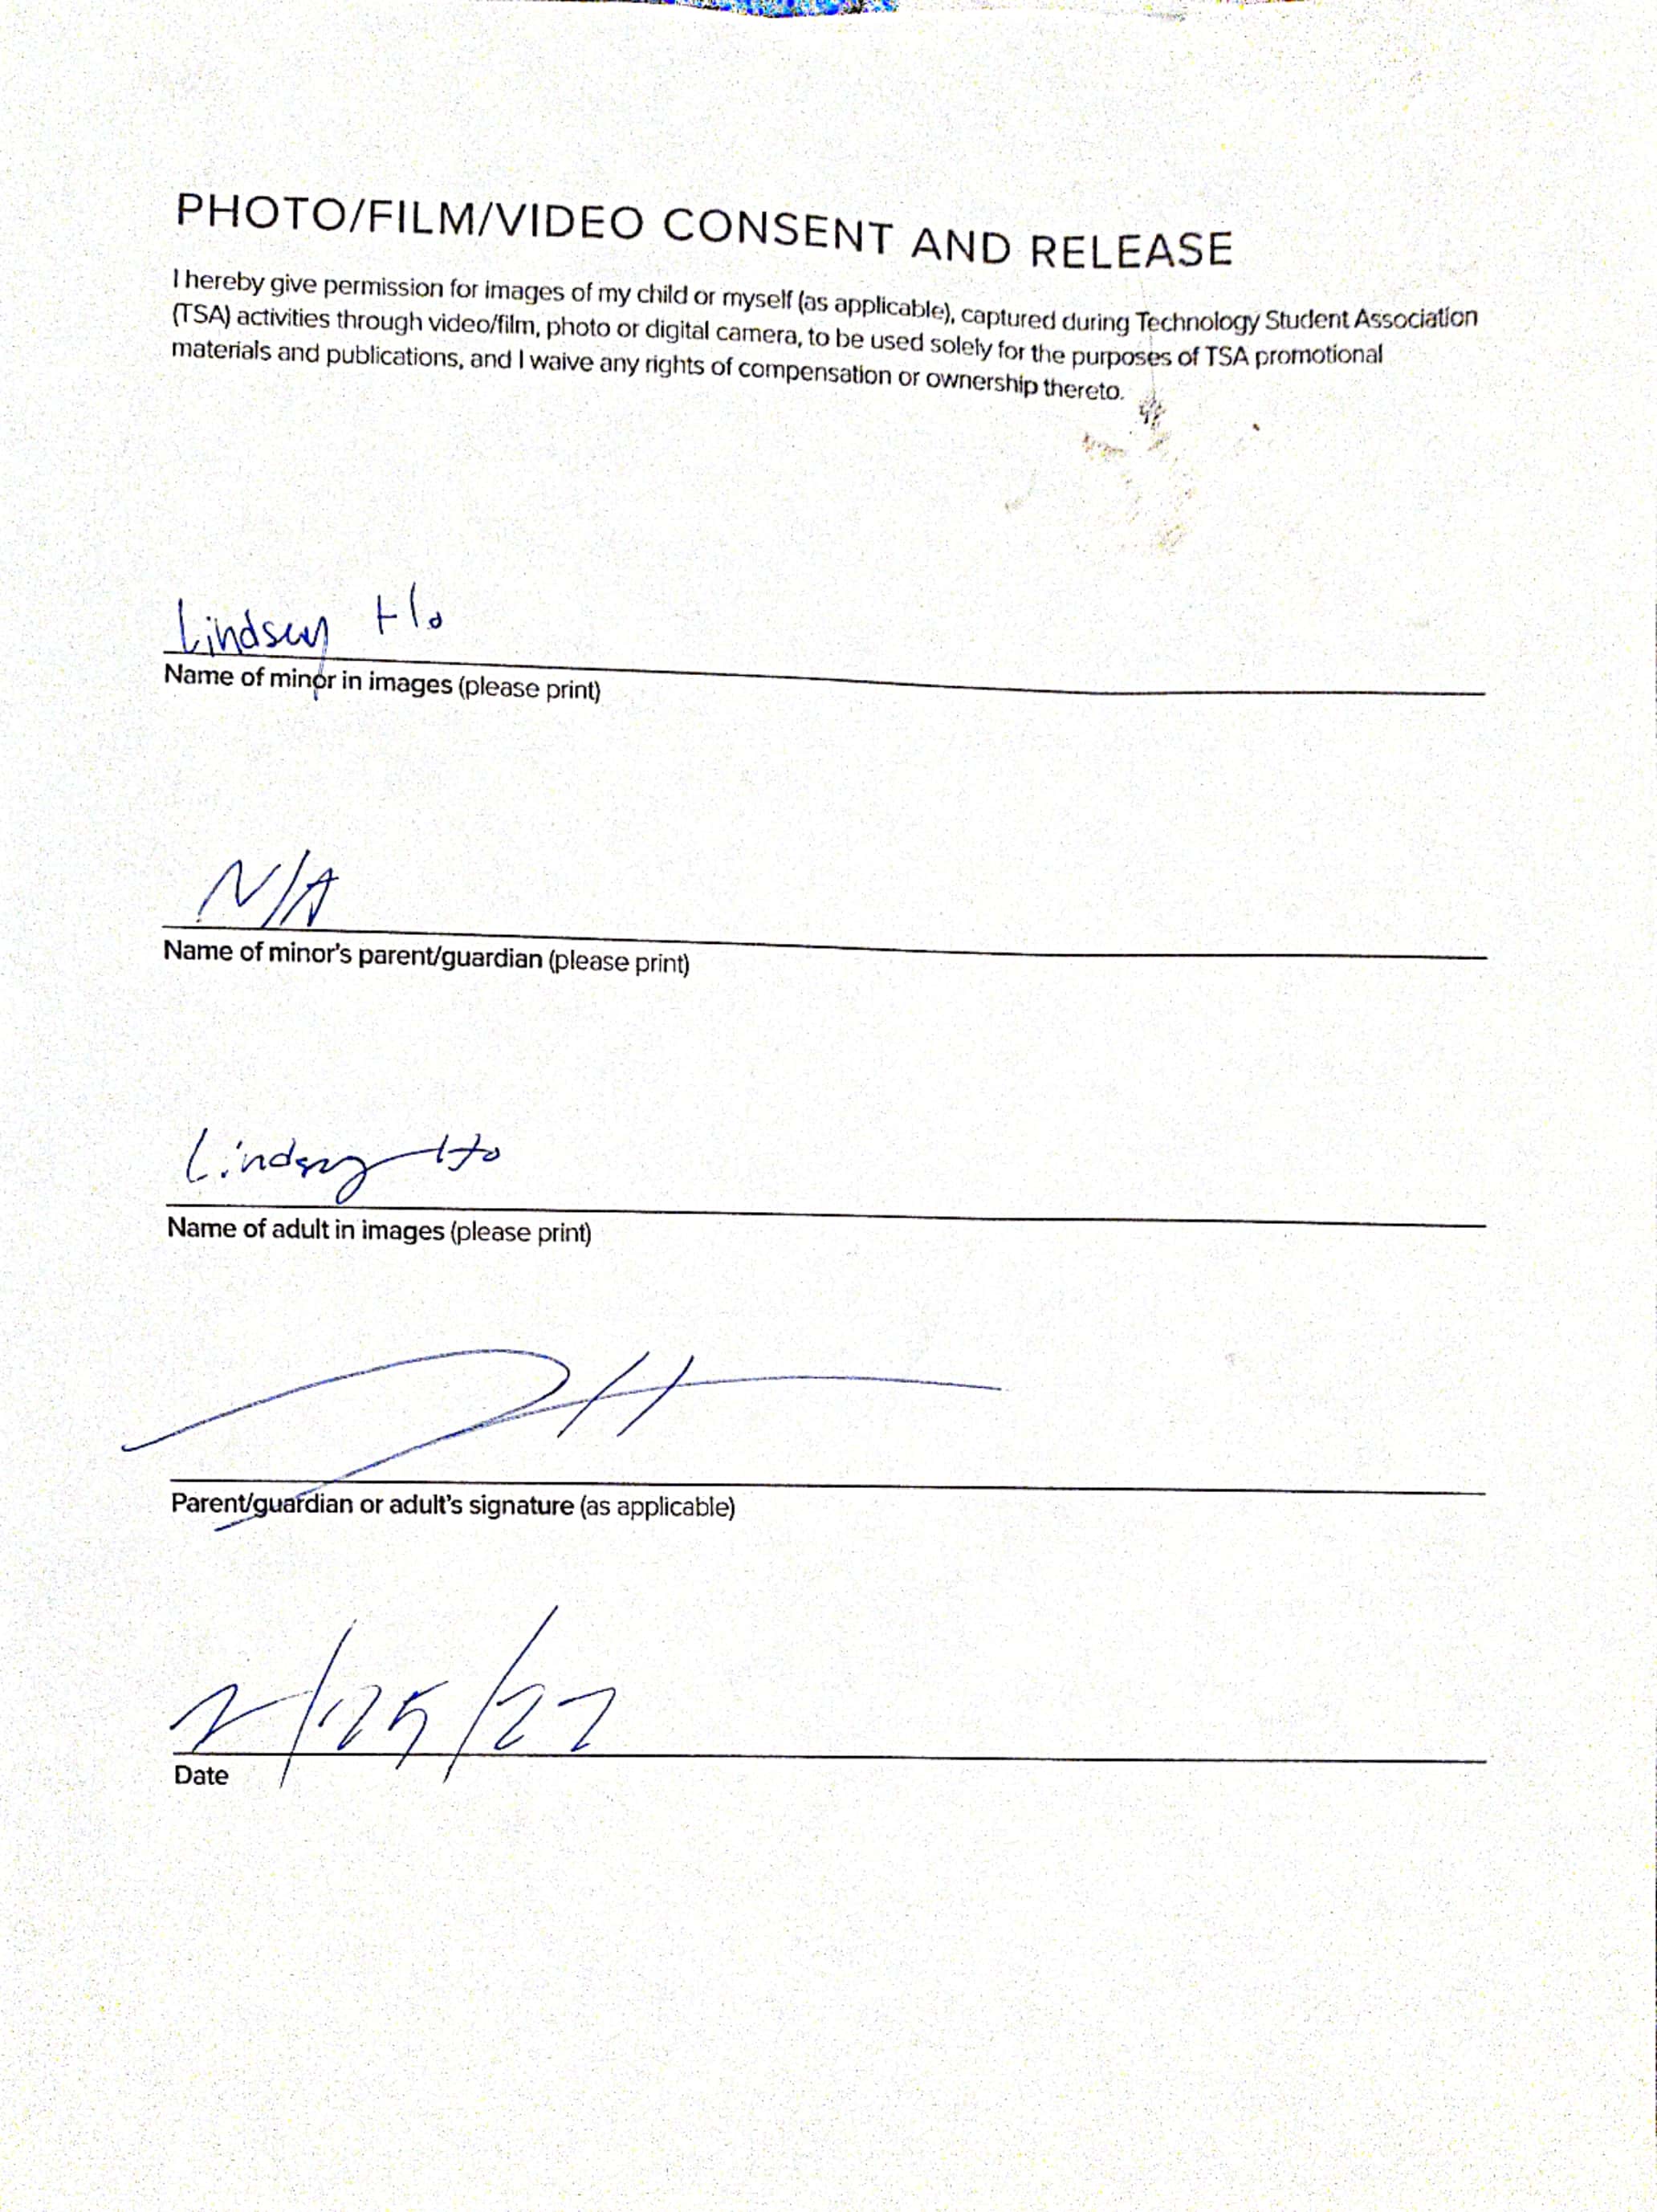 PHOTO/FILM/VIDEO CONSENT AND RELEASE
I hereby give permission for images of my child or myself (as applicable), captured during Technology Student Association
(TSA) activities through video/film, photo or digital camera, to be used solely for the purposes of TSA promotional
materials and publications, and I waive any rights of compensation or ownership thereto.
Lindsey Ho
Name of minor in images (please print)
N/A
Name of minor's parent/guardian (please print)
Lindsey Ho
Name of adult in images (please print)
Parent/guardian or adult's signature (as applicable)
2/25/22
Date